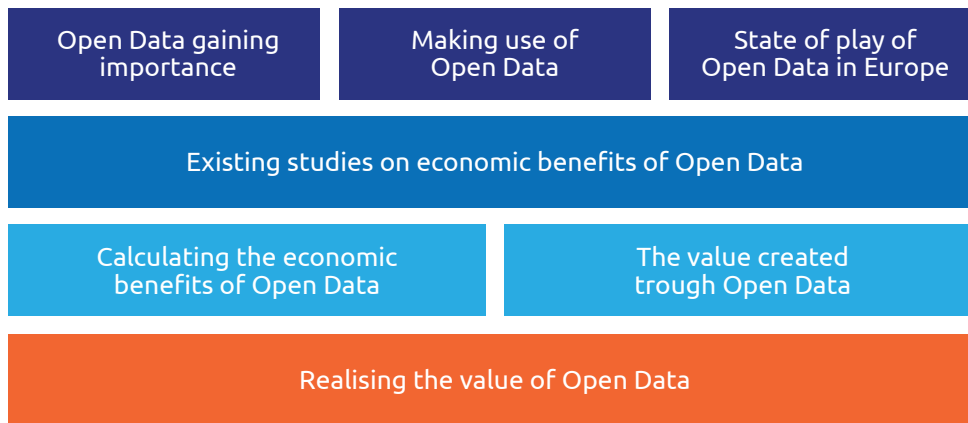 Open Data gaining
importance
Making use of
Open Data
State of play of
Open Data in Europe
Existing studies on economic benefits of Open Data
Calculating the economic
benefits of Open Data
The value created
trough Open Data
Realising the value of Open Data